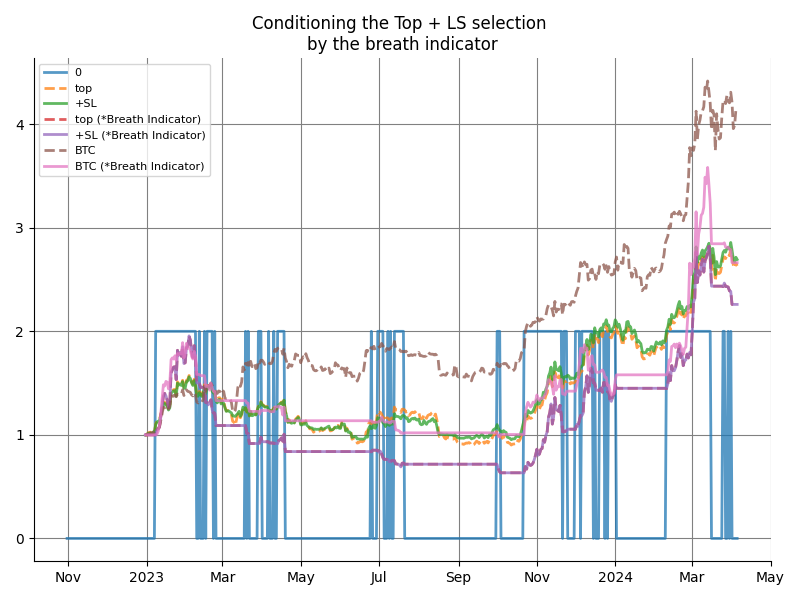 Conditioning the Top + LS selection
by the breath indicator
0
top
+SL
top (*Breath Indicator)
+SL (*Breath Indicator)
BTC
BTC (*Breath Indicator)
4
3
2
1
0
Nov
2023
Mar
May
Jul
Sep
Nov
2024
Mar
May